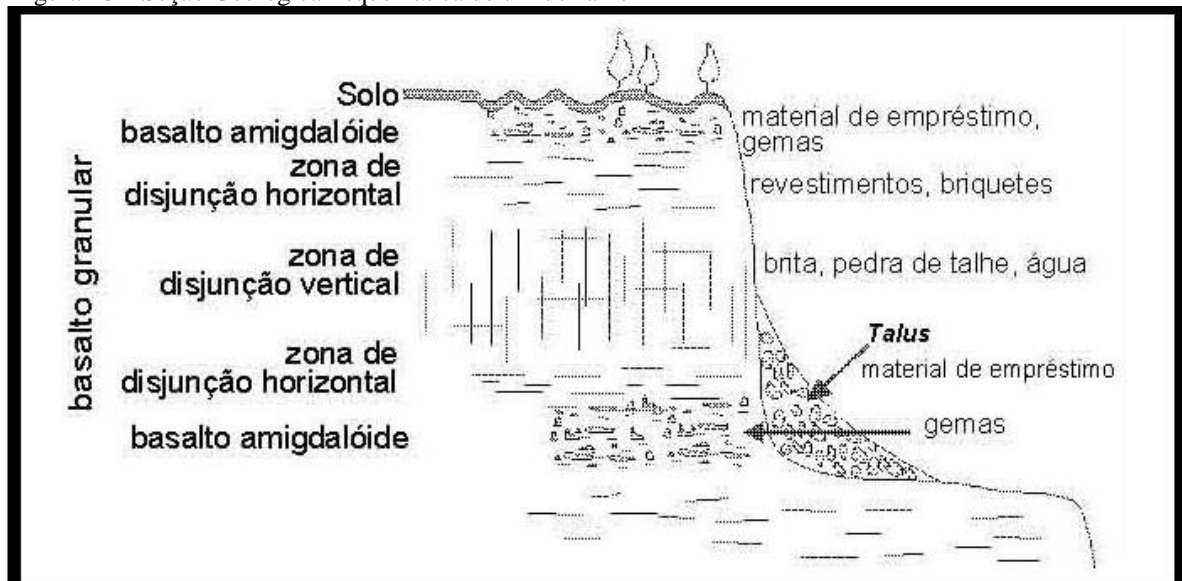 Solo
basalto amigdalóide
zona de
disjunção horizontal
zona de
disjunção vertical
zona de
disjunção horizontal
basalto amigdalóide
basalto granular
material de empréstimo,
gemas
revestimentos, briquetes
brita, pedra de talhe, água
Talus
material de empréstimo
gemas